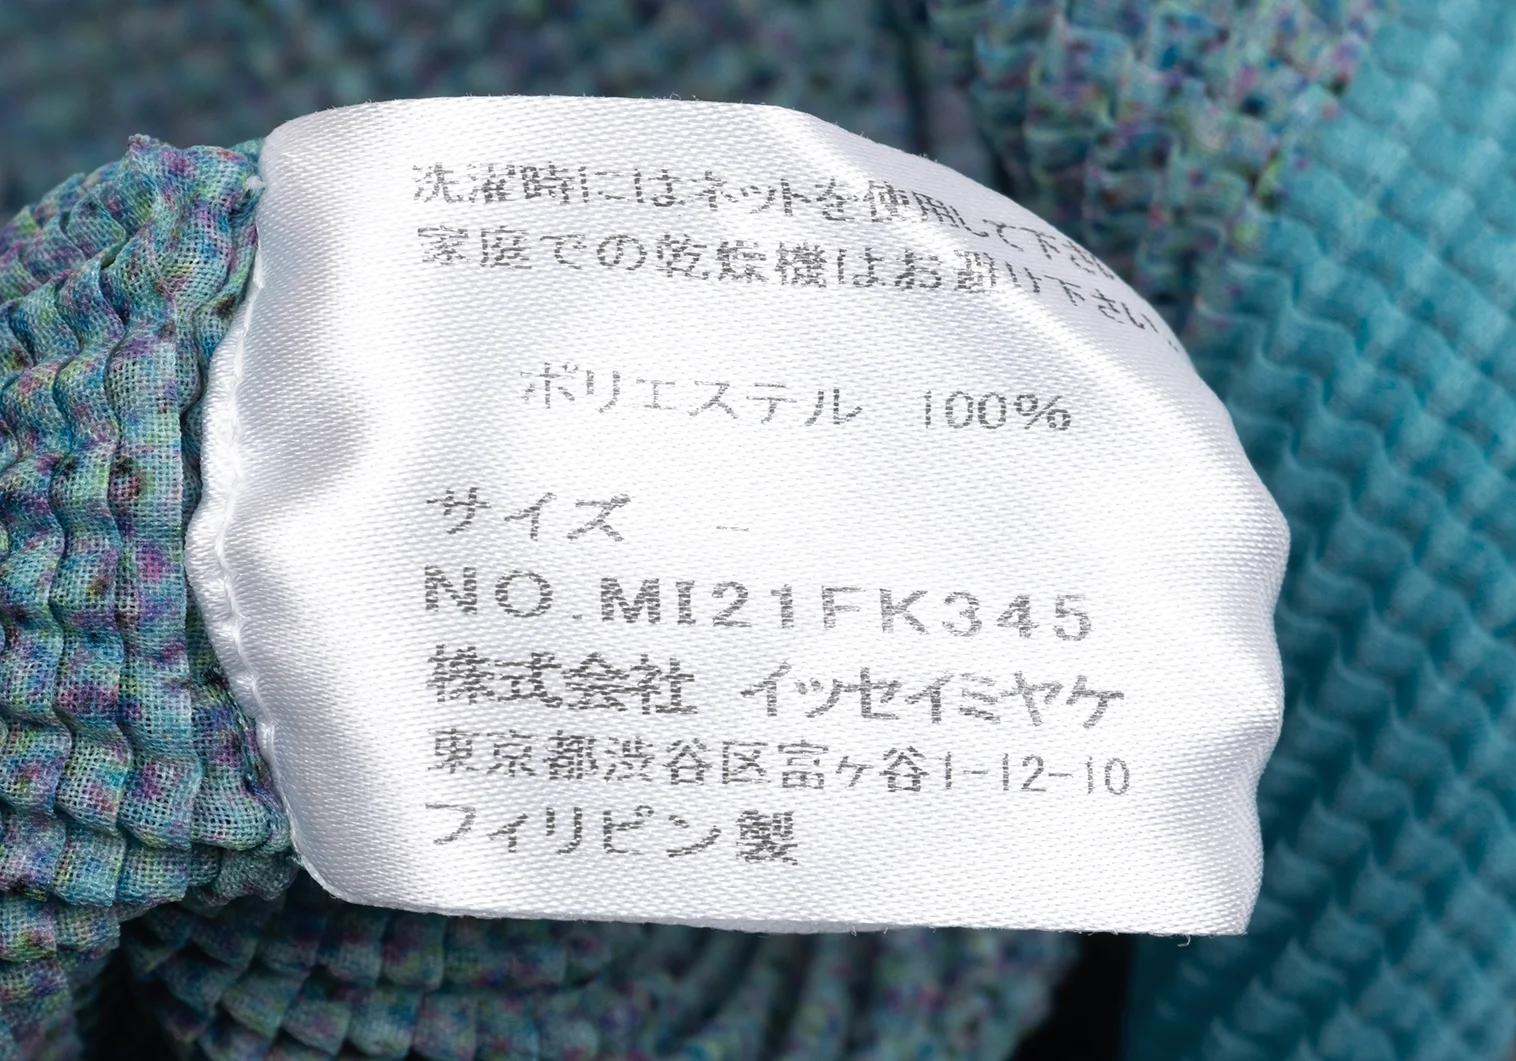 洗濯時にはネットを使用して下さい
家庭での乾燥機はお避け下さい
ポリエステル 100%
サイズ -
NO.MI21FK345
株式会社 イッセイミヤケ
東京都渋谷区富ヶ谷1-12-10
フィリピン製